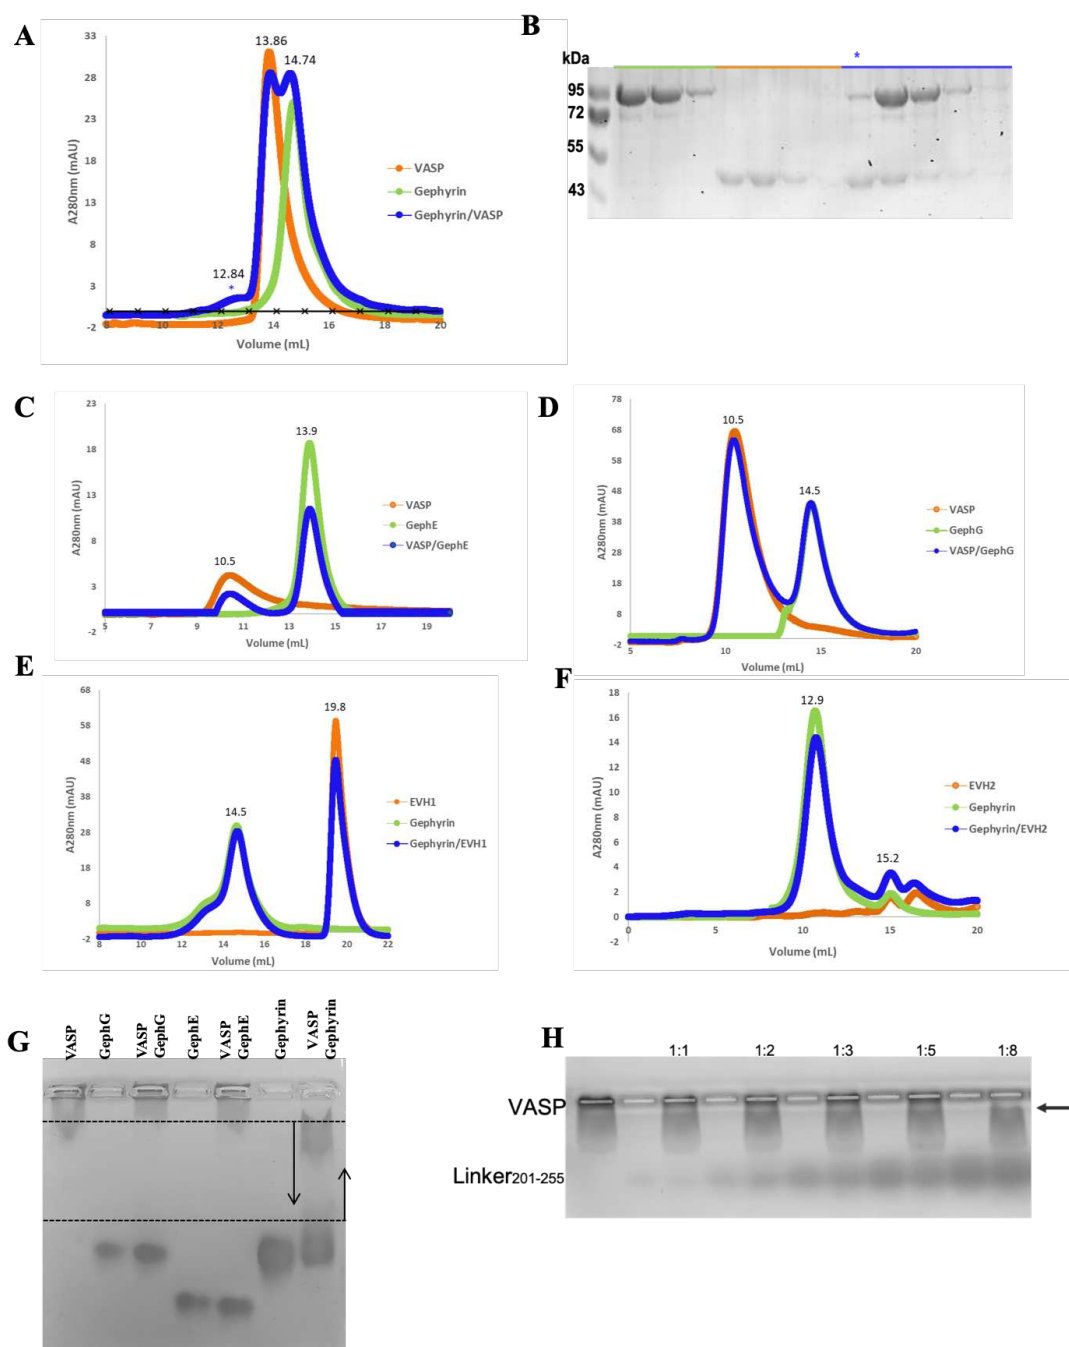 A
33
28
23
18
13
8
3
-2
A280nm (mAU)
13.86
14.74
12.84
*
VASP
Gephyrin
Gephyrin/VASP
8 10 12 14 16 18 20
Volume (mL)
B
kDa
*
95
72
55
43
C
23
18
13
8
3
-2
A280nm (mAU)
13.9
10.5
VASP
GephE
VASP/GephE
5 7 9 11 13 15 17 19
Volume (mL)
D
78
68
58
48
38
28
18
8
-2
A280nm (mAU)
10.5
14.5
VASP
GephG
VASP/GephG
5 10 15 20
Volume (mL)
E
68
58
48
38
28
18
8
-2
A280nm (mAU)
19.8
14.5
EVH1
Gephyrin
Gephyrin/EVH1
8 10 12 14 16 18 20 22
Volume (mL)
F
18
16
14
12
10
8
6
4
2
0
-2
A280nm (mAU)
12.9
15.2
EVH2
Gephyrin
Gephyrin/EVH2
0 5 10 15 20
Volume (mL)
G
VASP
GephG
VASP
GephG
GephE
VASP
GephE
Gephyrin
VASP
Gephyrin
H
1:1 1:2 1:3 1:5 1:8
VASP
Linker201-255